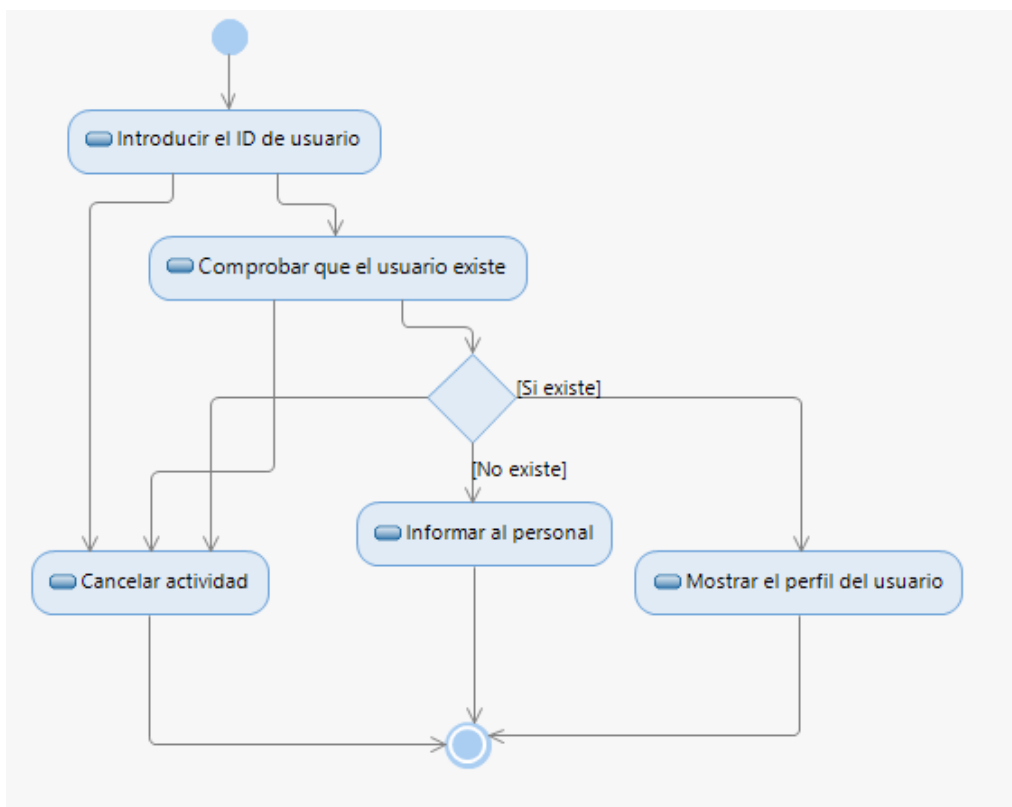 Introducir el ID de usuario
Comprobar que el usuario existe
[Si existe]
[No existe]
Informar al personal
Cancelar actividad
Mostrar el perfil del usuario